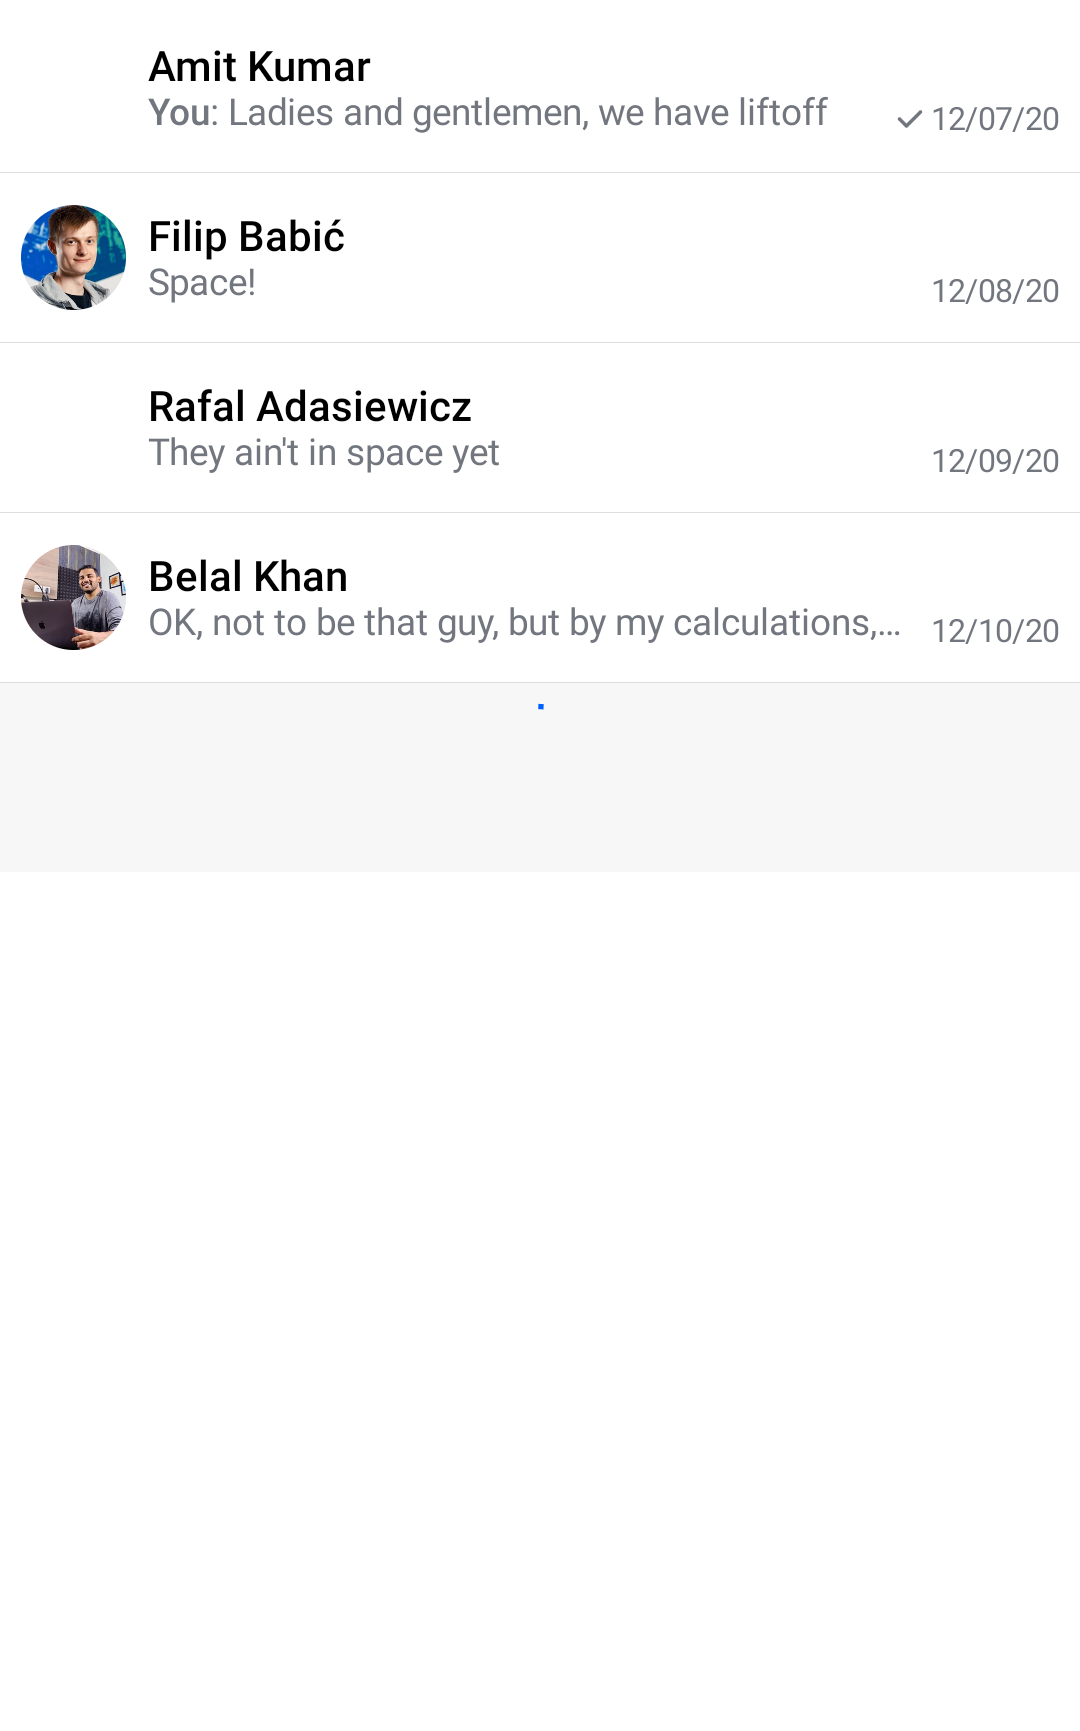 Amit Kumar
You: Ladies and gentlemen, we have liftoff
12/07/20
Filip Babić
Space!
12/08/20
Rafal Adasiewicz
They ain't in space yet
12/09/20
Belal Khan
OK, not to be that guy, but by my calculations,...
12/10/20